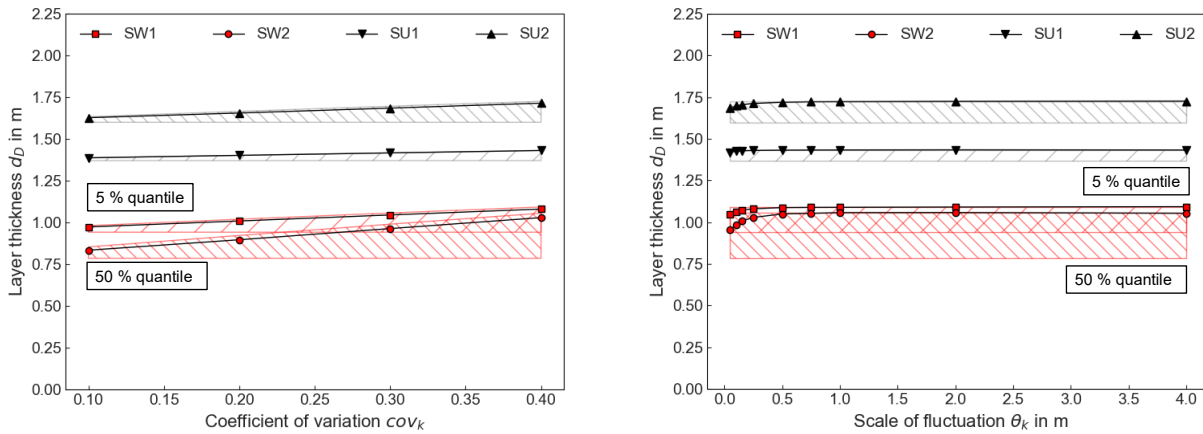 SW1 SW2 SU1 SU2
2.25
2.00
1.75
1.50
1.25
1.00
0.75
0.50
0.25
0.00
Layer thickness d_D in m
5 % quantile
50 % quantile
0.10 0.15 0.20 0.25 0.30 0.35 0.40
Coefficient of variation cov_k
SW1 SW2 SU1 SU2
2.25
2.00
1.75
1.50
1.25
1.00
0.75
0.50
0.25
0.00
Layer thickness d_D in m
5 % quantile
50 % quantile
0.0 0.5 1.0 1.5 2.0 2.5 3.0 3.5 4.0
Scale of fluctuation θ_k in m